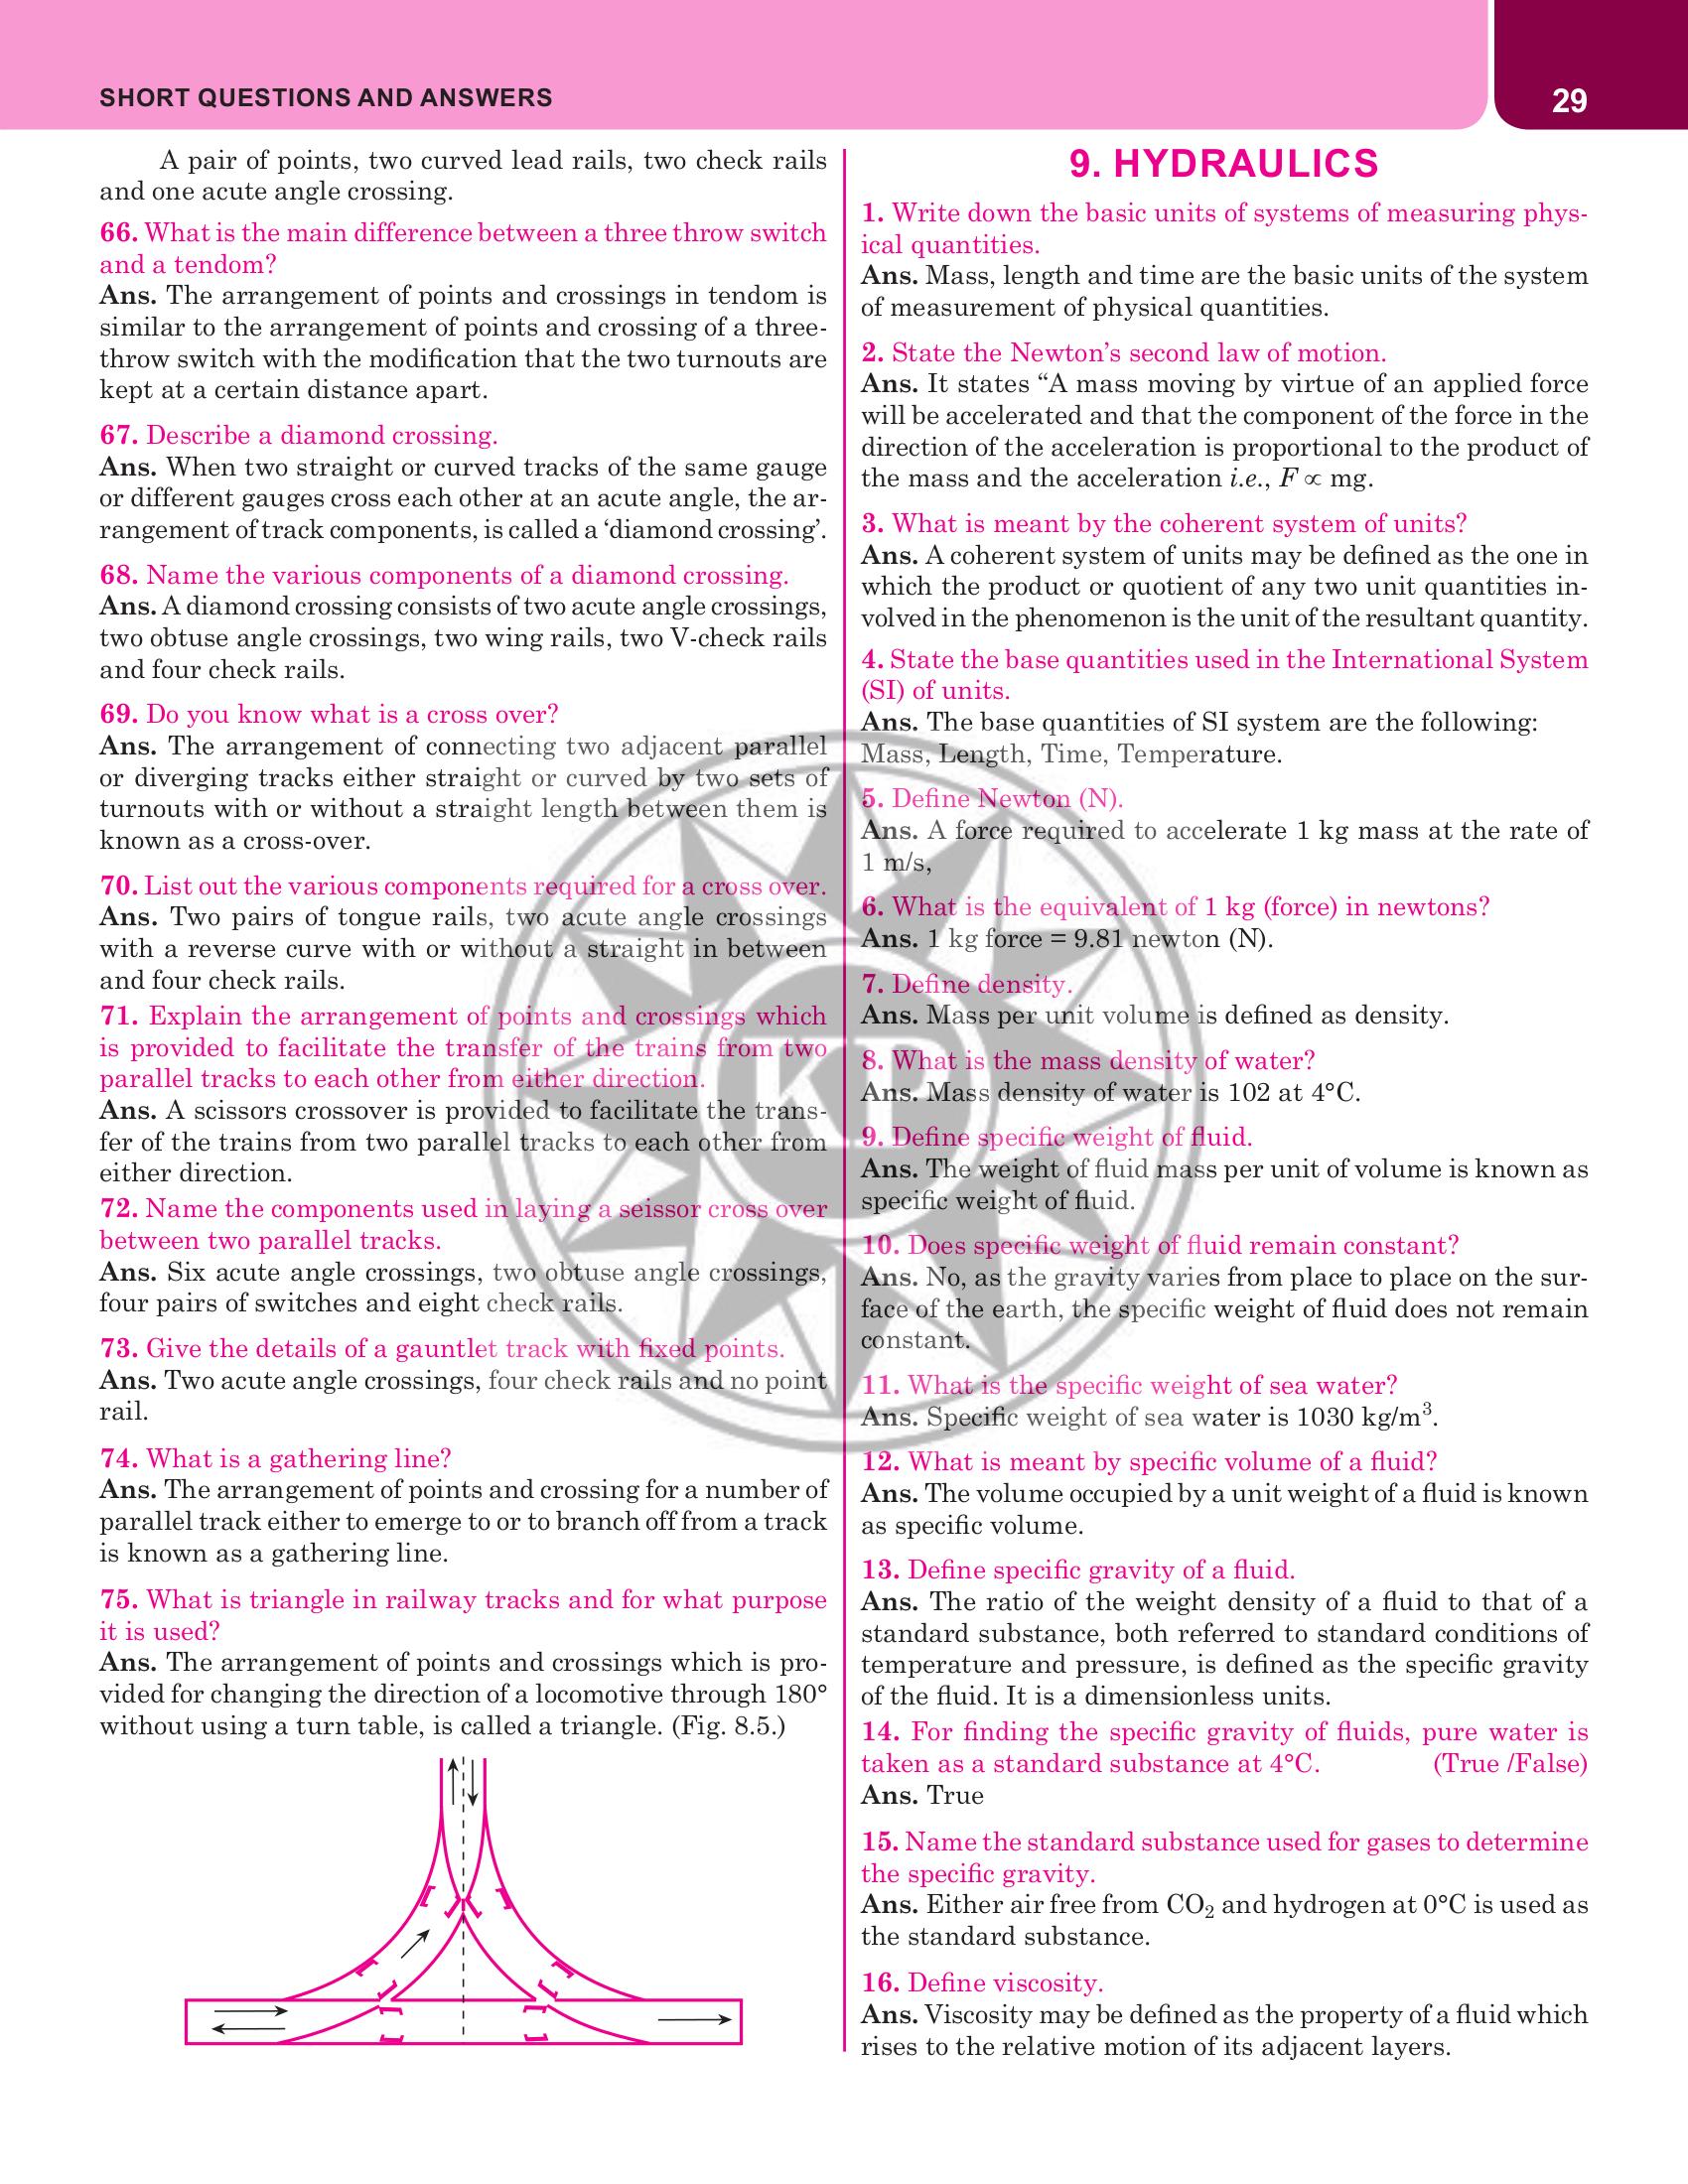 SHORT QUESTIONS AND ANSWERS
29
A pair of points, two curved lead rails, two check rails
and one acute angle crossing.
66. What is the main difference between a three throw switch
and a tendom?
Ans. The arrangement of points and crossings in tendom is
similar to the arrangement of points and crossing of a three-
throw switch with the modification that the two turnouts are
kept at a certain distance apart.
67. Describe a diamond crossing.
Ans. When two straight or curved tracks of the same gauge
or different gauges cross each other at an acute angle, the ar-
rangement of track components, is called a ‘diamond crossing’.
68. Name the various components of a diamond crossing.
Ans. A diamond crossing consists of two acute angle crossings,
two obtuse angle crossings, two wing rails, two V-check rails
and four check rails.
69. Do you know what is a cross over?
Ans. The arrangement of connecting two adjacent parallel
or diverging tracks either straight or curved by two sets of
turnouts with or without a straight length between them is
known as a cross-over.
70. List out the various components required for a cross over.
Ans. Two pairs of tongue rails, two acute angle crossings
with a reverse curve with or without a straight in between
and four check rails.
71. Explain the arrangement of points and crossings which
is provided to facilitate the transfer of the trains from two
parallel tracks to each other from either direction.
Ans. A scissors crossover is provided to facilitate the trans-
fer of the trains from two parallel tracks to each other from
either direction.
72. Name the components used in laying a seissor cross over
between two parallel tracks.
Ans. Six acute angle crossings, two obtuse angle crossings,
four pairs of switches and eight check rails.
73. Give the details of a gauntlet track with fixed points.
Ans. Two acute angle crossings, four check rails and no point
rail.
74. What is a gathering line?
Ans. The arrangement of points and crossing for a number of
parallel track either to emerge to or to branch off from a track
is known as a gathering line.
75. What is triangle in railway tracks and for what purpose
it is used?
Ans. The arrangement of points and crossings which is pro-
vided for changing the direction of a locomotive through 180°
without using a turn table, is called a triangle. (Fig. 8.5.)
9. HYDRAULICS
1. Write down the basic units of systems of measuring phys-
ical quantities.
Ans. Mass, length and time are the basic units of the system
of measurement of physical quantities.
2. State the Newton’s second law of motion.
Ans. It states “A mass moving by virtue of an applied force
will be accelerated and that the component of the force in the
direction of the acceleration is proportional to the product of
the mass and the acceleration i.e., F ∝ mg.
3. What is meant by the coherent system of units?
Ans. A coherent system of units may be defined as the one in
which the product or quotient of any two unit quantities in-
volved in the phenomenon is the unit of the resultant quantity.
4. State the base quantities used in the International System
(SI) of units.
Ans. The base quantities of SI system are the following:
Mass, Length, Time, Temperature.
5. Define Newton (N).
Ans. A force required to accelerate 1 kg mass at the rate of
1 m/s,
6. What is the equivalent of 1 kg (force) in newtons?
Ans. 1 kg force = 9.81 newton (N).
7. Define density.
Ans. Mass per unit volume is defined as density.
8. What is the mass density of water?
Ans. Mass density of water is 102 at 4°C.
9. Define specific weight of fluid.
Ans. The weight of fluid mass per unit of volume is known as
specific weight of fluid.
10. Does specific weight of fluid remain constant?
Ans. No, as the gravity varies from place to place on the sur-
face of the earth, the specific weight of fluid does not remain
constant.
11. What is the specific weight of sea water?
Ans. Specific weight of sea water is 1030 kg/m³.
12. What is meant by specific volume of a fluid?
Ans. The volume occupied by a unit weight of a fluid is known
as specific volume.
13. Define specific gravity of a fluid.
Ans. The ratio of the weight density of a fluid to that of a
standard substance, both referred to standard conditions of
temperature and pressure, is defined as the specific gravity
of the fluid. It is a dimensionless units.
14. For finding the specific gravity of fluids, pure water is
taken as a standard substance at 4°C. (True /False)
Ans. True
15. Name the standard substance used for gases to determine
the specific gravity.
Ans. Either air free from CO₂ and hydrogen at 0°C is used as
the standard substance.
16. Define viscosity.
Ans. Viscosity may be defined as the property of a fluid which
rises to the relative motion of its adjacent layers.
KP